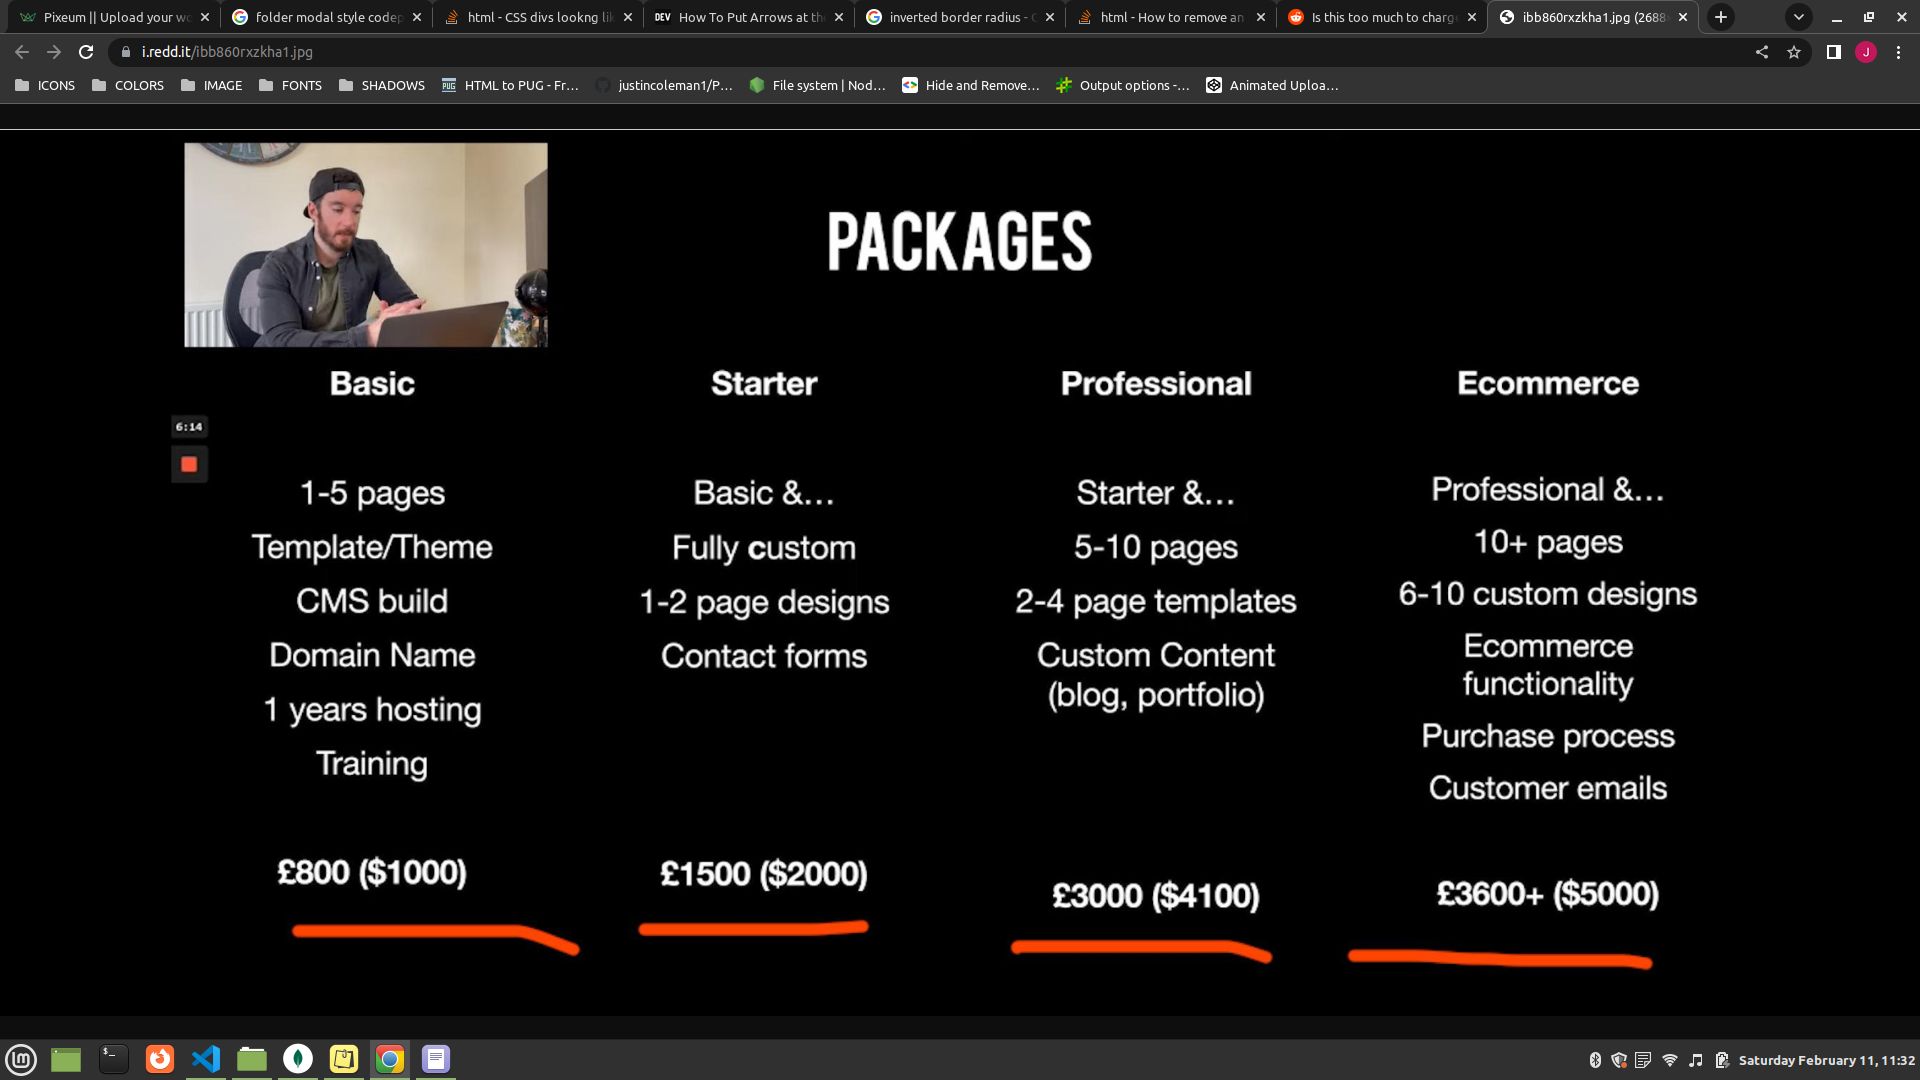 Pixeum || Upload your wo
folder modal style codep
html - CSS divs lookng li
DEV How To Put Arrows at th
inverted border radius - G
html - How to remove an
Is this too much to charg
ibb860rxzkha1.jpg (2688
i.redd.it/ibb860rxzkha1.jpg
J
ICONS
COLORS
IMAGE
FONTS
SHADOWS
PUG HTML to PUG - Fr...
justincoleman1/P...
File system | Nod...
Hide and Remove...
Output options -...
Animated Uploa...
PACKAGES
Basic
6:14
1-5 pages
Template/Theme
CMS build
Domain Name
1 years hosting
Training
£800 ($1000)
Starter
Basic &...
Fully custom
1-2 page designs
Contact forms
£1500 ($2000)
Professional
Starter &...
5-10 pages
2-4 page templates
Custom Content
(blog, portfolio)
£3000 ($4100)
Ecommerce
Professional &...
10+ pages
6-10 custom designs
Ecommerce
functionality
Purchase process
Customer emails
£3600+ ($5000)
Saturday February 11, 11:32